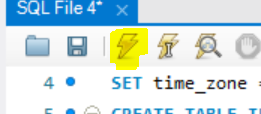 SQL File 4* ×
4 SET time_zone =
5 CREATE TABLE